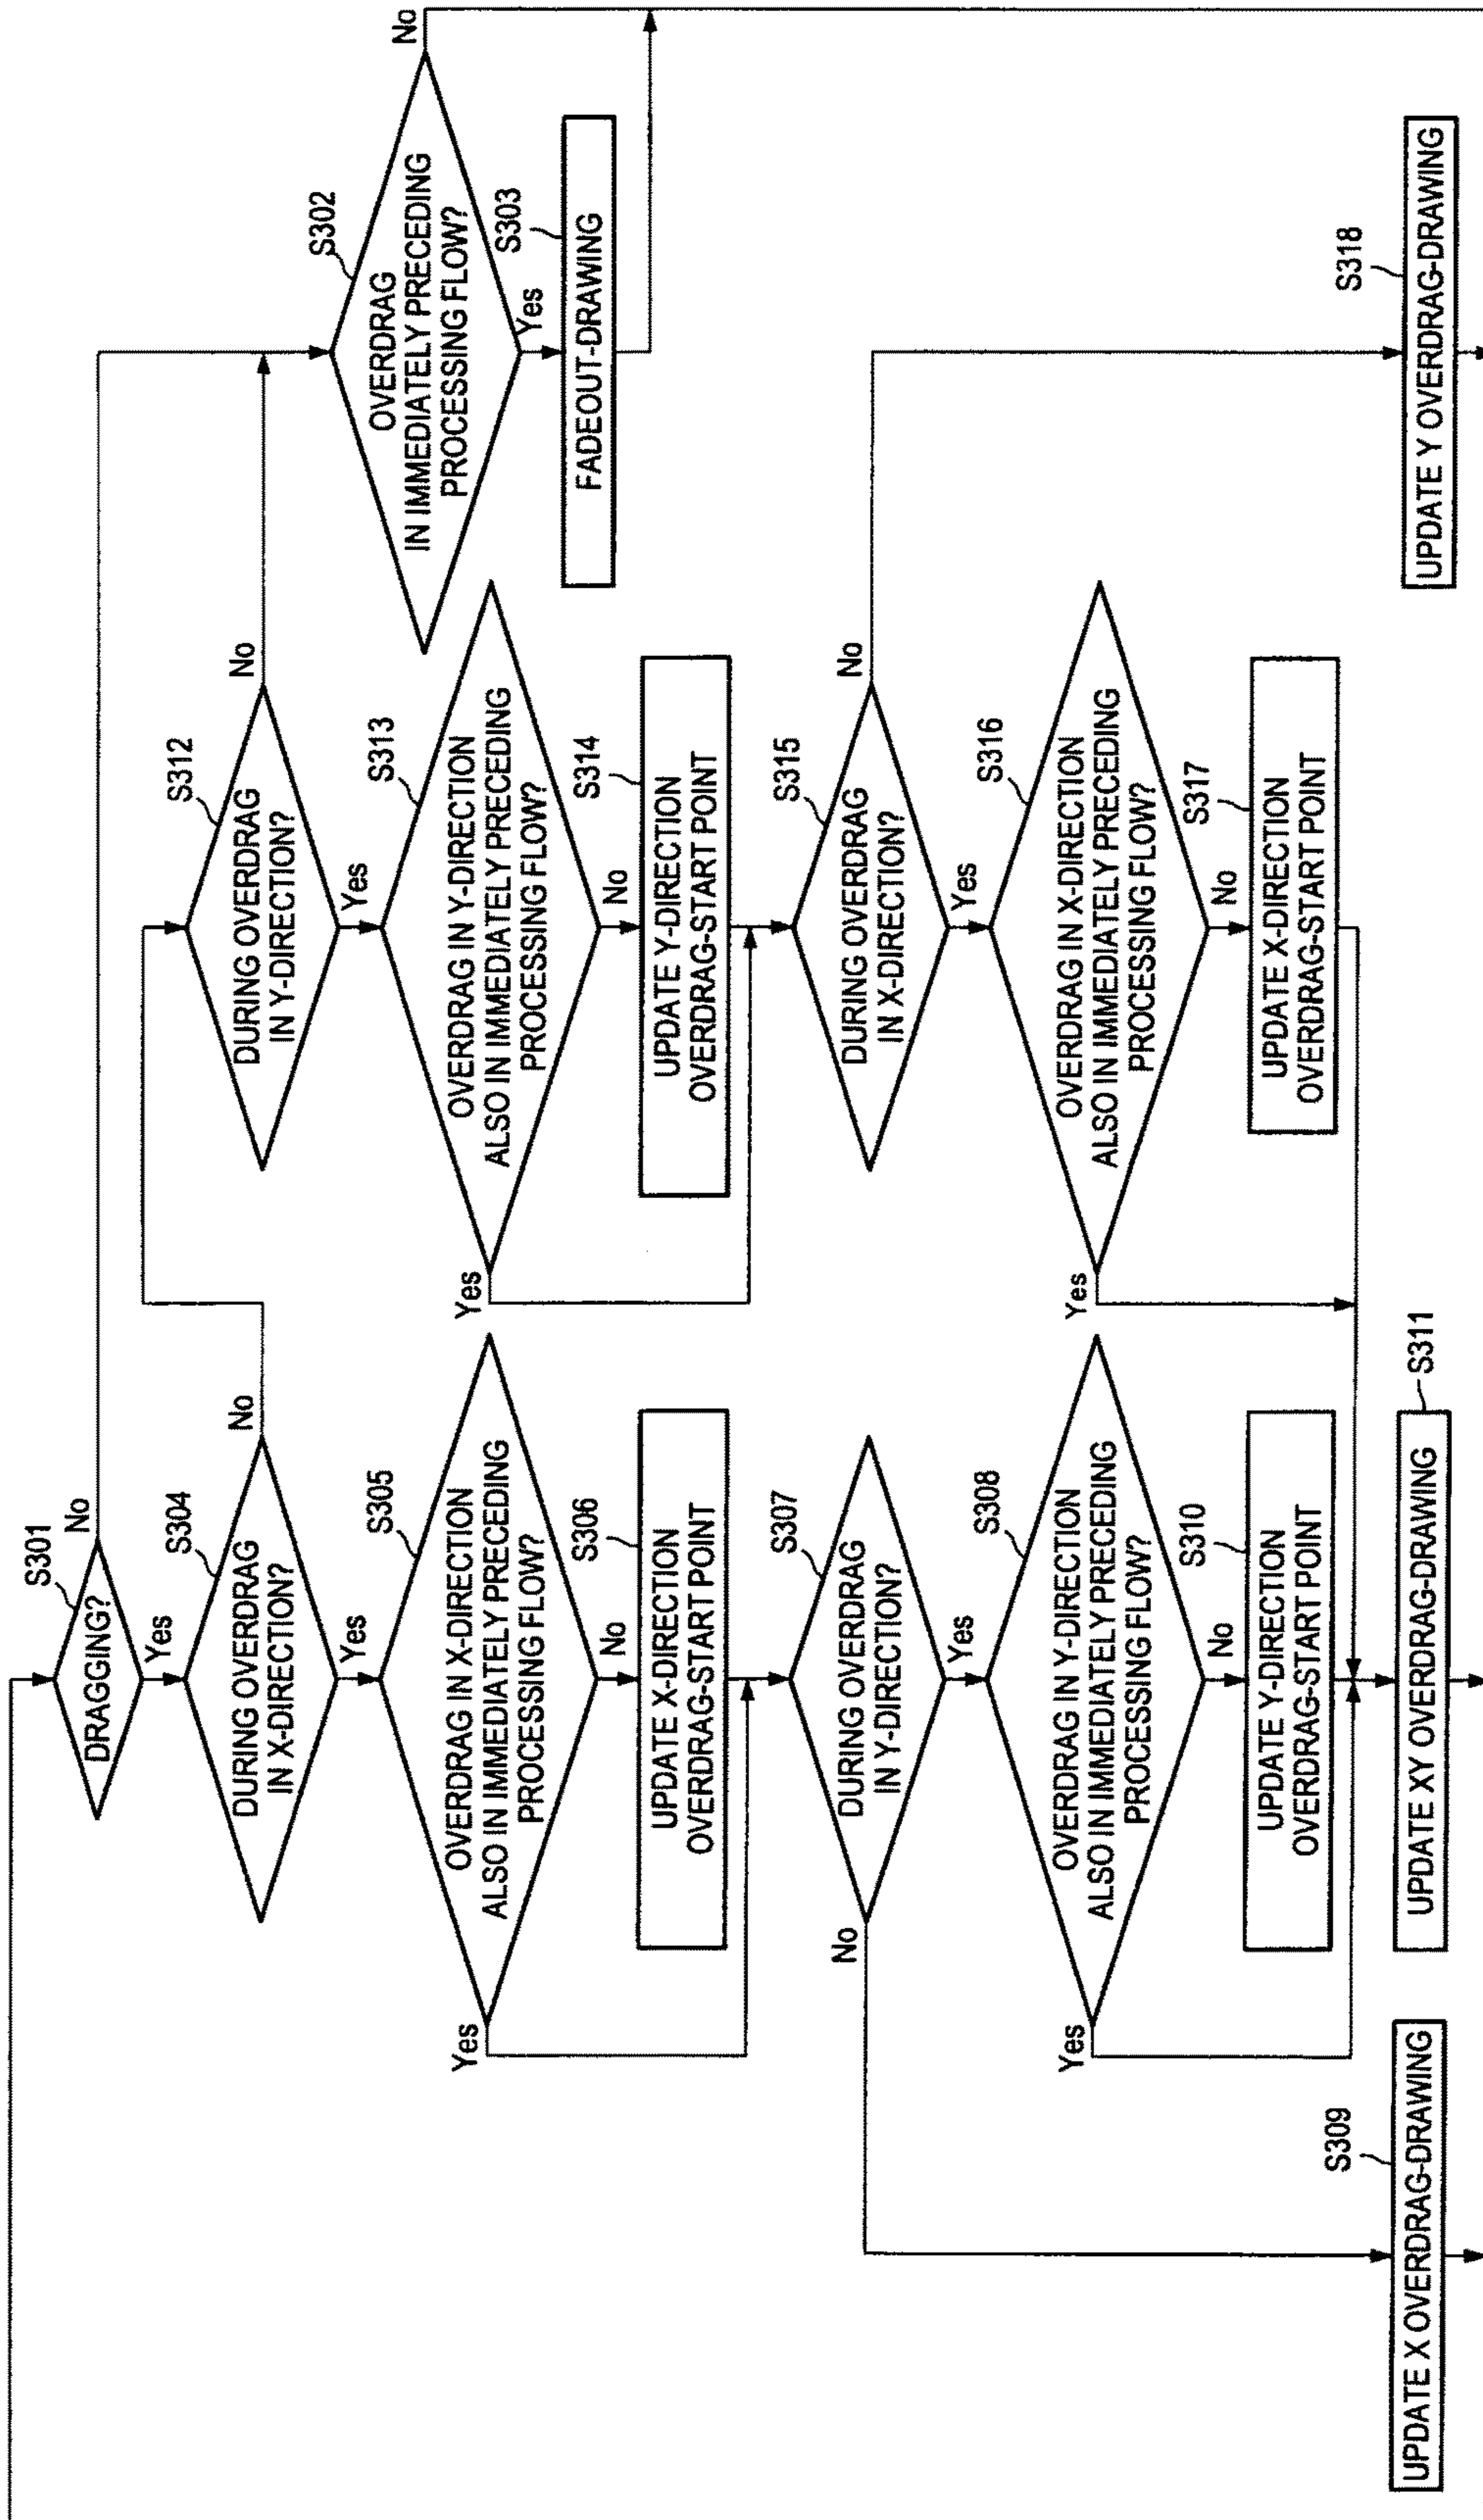 S301
DRAGGING?
No
Yes
S304
DURING OVERDRAG
IN X-DIRECTION?
No
Yes
S305
OVERDRAG IN X-DIRECTION
ALSO IN IMMEDIATELY PRECEDING
PROCESSING FLOW?
Yes
No
S306
UPDATE X-DIRECTION
OVERDRAG-START POINT
S307
DURING OVERDRAG
IN Y-DIRECTION?
No
Yes
S308
OVERDRAG IN Y-DIRECTION
ALSO IN IMMEDIATELY PRECEDING
PROCESSING FLOW?
Yes
No
S310
UPDATE Y-DIRECTION
OVERDRAG-START POINT
S309
UPDATE X OVERDRAG-DRAWING
S311
UPDATE XY OVERDRAG-DRAWING
S312
DURING OVERDRAG
IN Y-DIRECTION?
No
Yes
S313
OVERDRAG IN Y-DIRECTION
ALSO IN IMMEDIATELY PRECEDING
PROCESSING FLOW?
Yes
No
S314
UPDATE Y-DIRECTION
OVERDRAG-START POINT
S315
DURING OVERDRAG
IN X-DIRECTION?
No
Yes
S316
OVERDRAG IN X-DIRECTION
ALSO IN IMMEDIATELY PRECEDING
PROCESSING FLOW?
Yes
No
S317
UPDATE X-DIRECTION
OVERDRAG-START POINT
S302
OVERDRAG
IN IMMEDIATELY PRECEDING
PROCESSING FLOW?
No
Yes
S303
FADEOUT-DRAWING
S318
UPDATE Y OVERDRAG-DRAWING